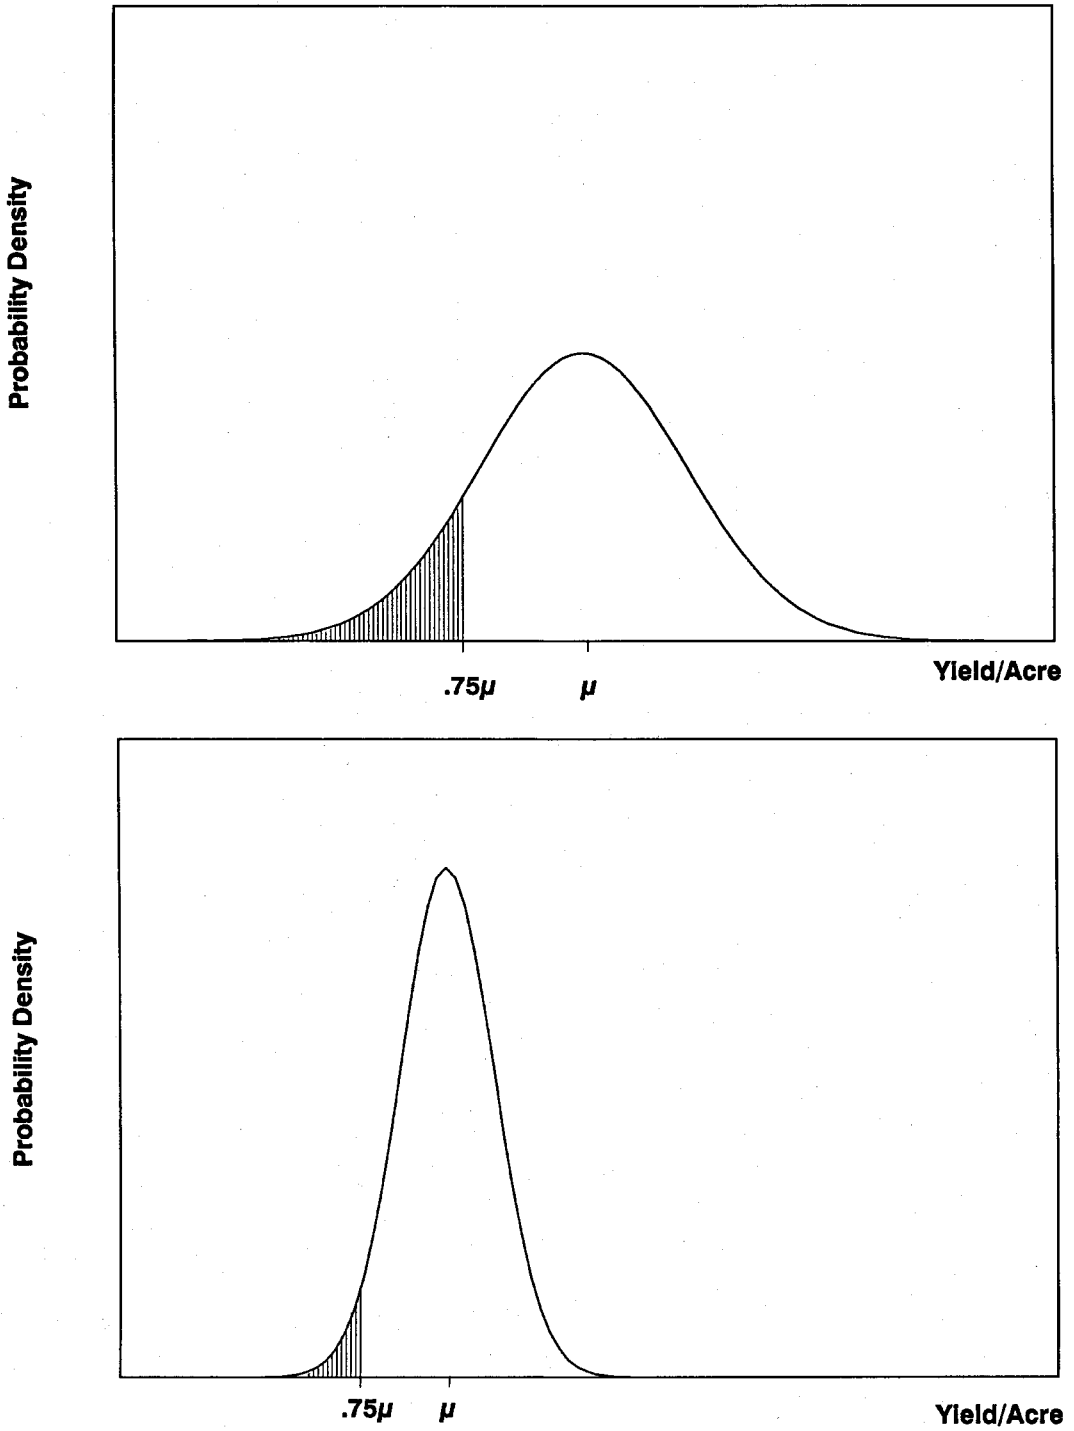 Probability Density
.75μ
μ
Yield/Acre
Probability Density
.75μ
μ
Yield/Acre